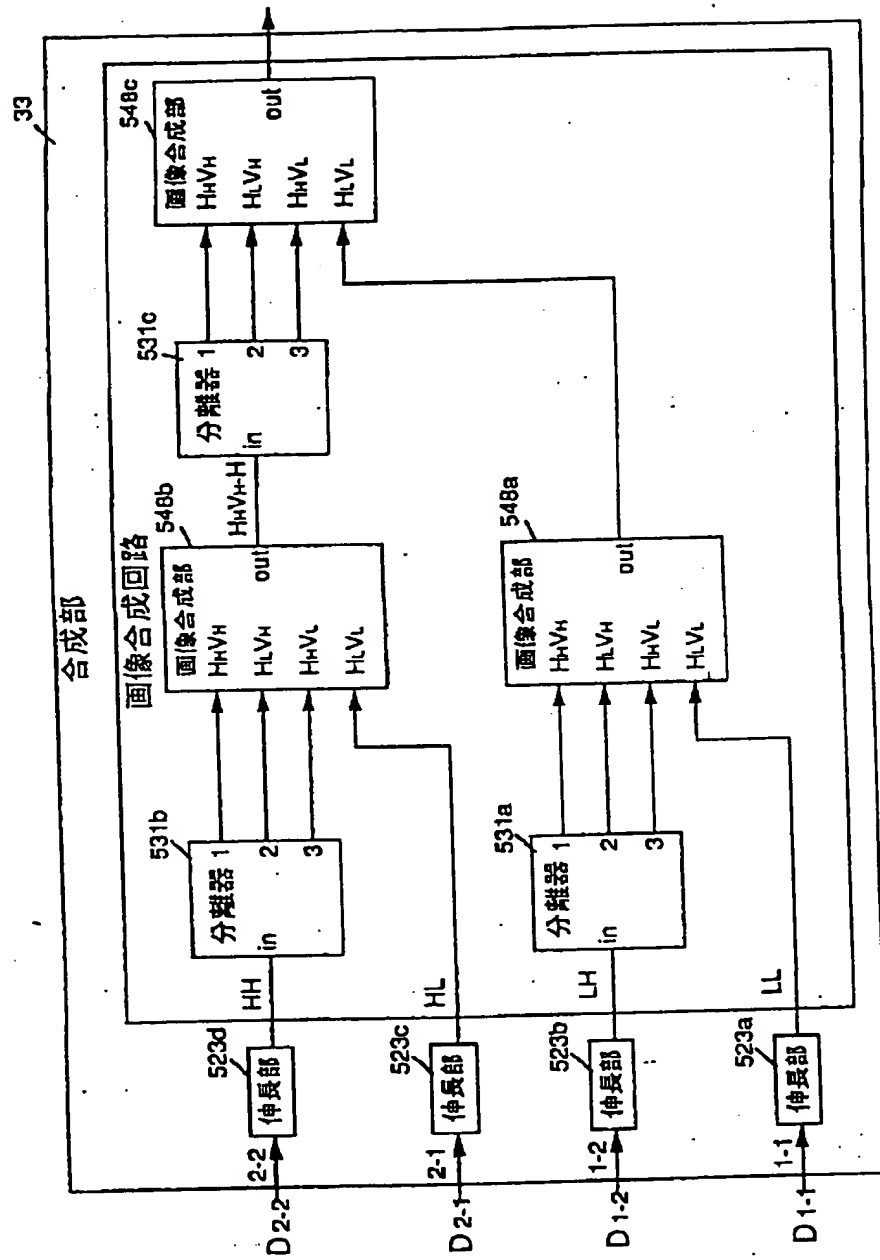 33
合成部
画像合成回路
548c
画像合成部
HHVH
HLVH
HHVL
HLVL
out
531c
分離器
in
1
2
3
HHVH-H
548b
画像合成部
HHVH
HLVH
HHVL
HLVL
out
548a
画像合成部
HHVH
HLVH
HHVL
HLVL
out
531b
分離器
in
1
2
3
531a
分離器
in
1
2
3
HH
HL
LH
LL
523d
伸長部
523c
伸長部
523b
伸長部
523a
伸長部
2-2
2-1
1-2
1-1
D2-2
D2-1
D1-2
D1-1